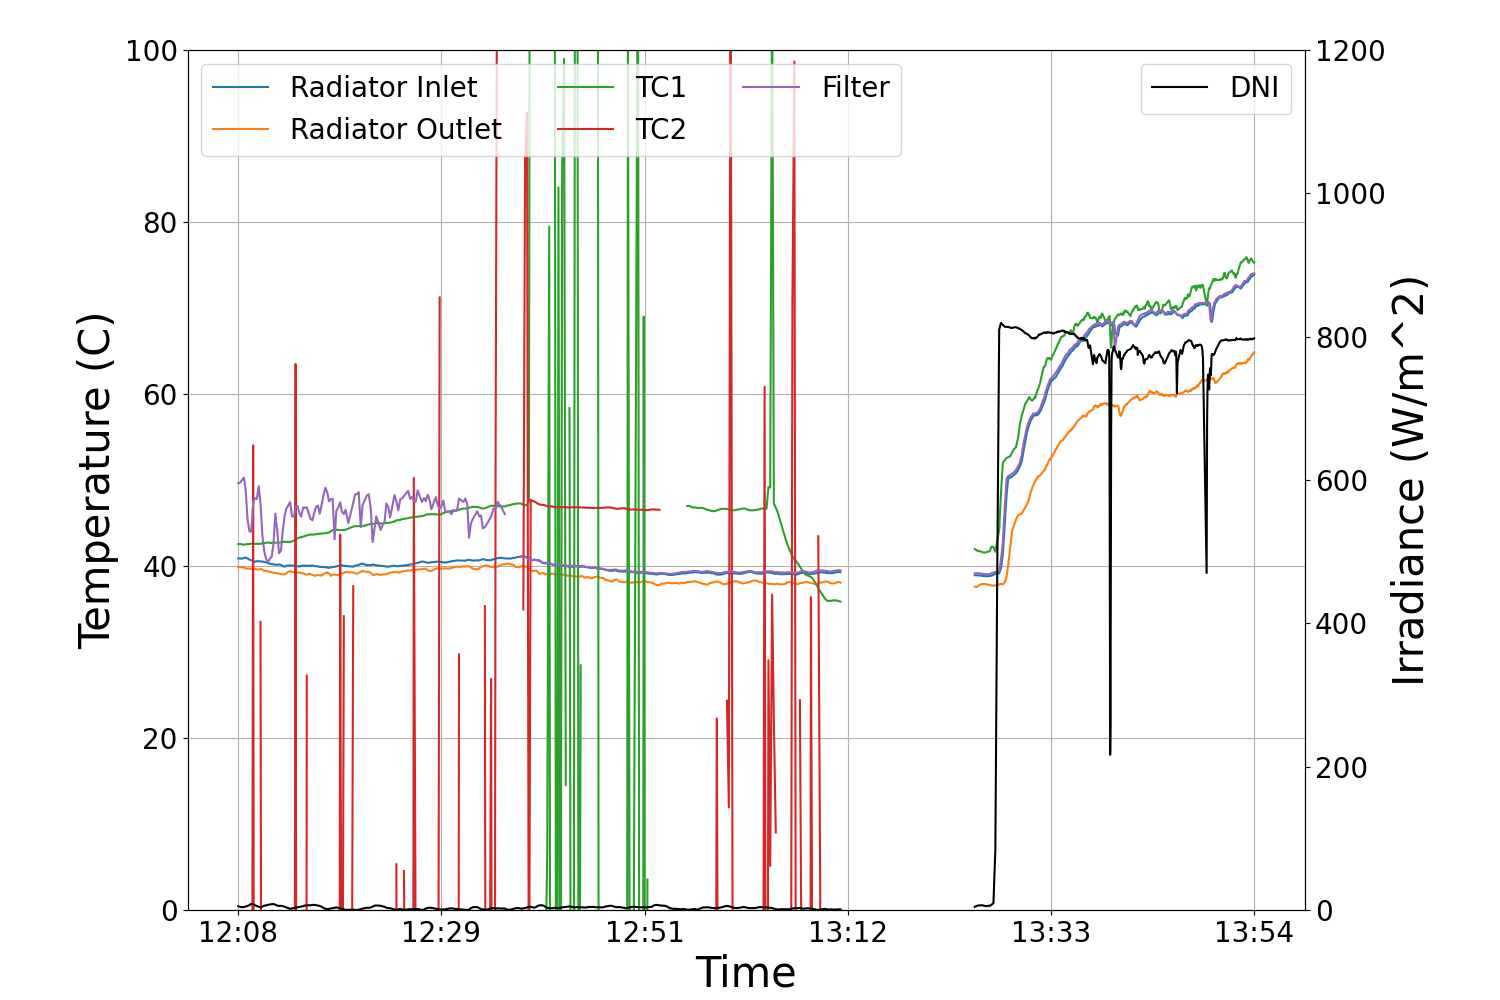 Radiator Inlet
Radiator Outlet
TC1
TC2
Filter
DNI
Temperature (C)
100
80
60
40
20
0
1200
1000
800
600
400
200
0
Irradiance (W/m^2)
12:08
12:29
12:51
13:12
13:33
13:54
Time